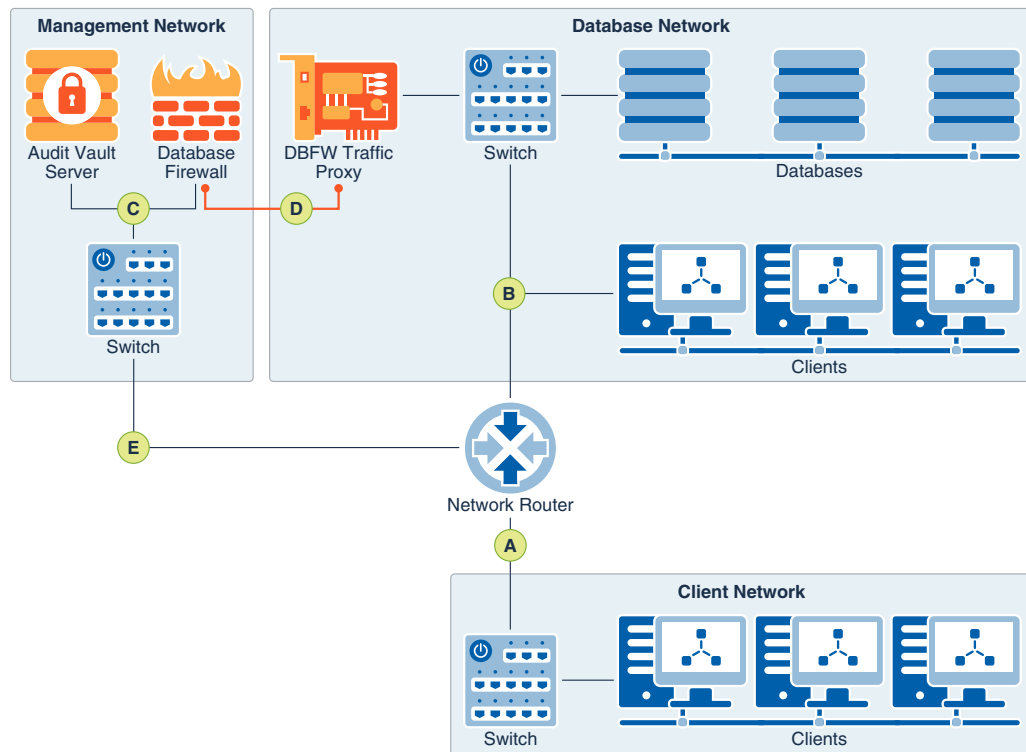 Management Network
Audit Vault
Server
Database
Firewall
C
Switch
Database Network
DBFW Traffic
Proxy
D
Switch
Databases
B
Clients
E
Network Router
A
Client Network
Switch
Clients